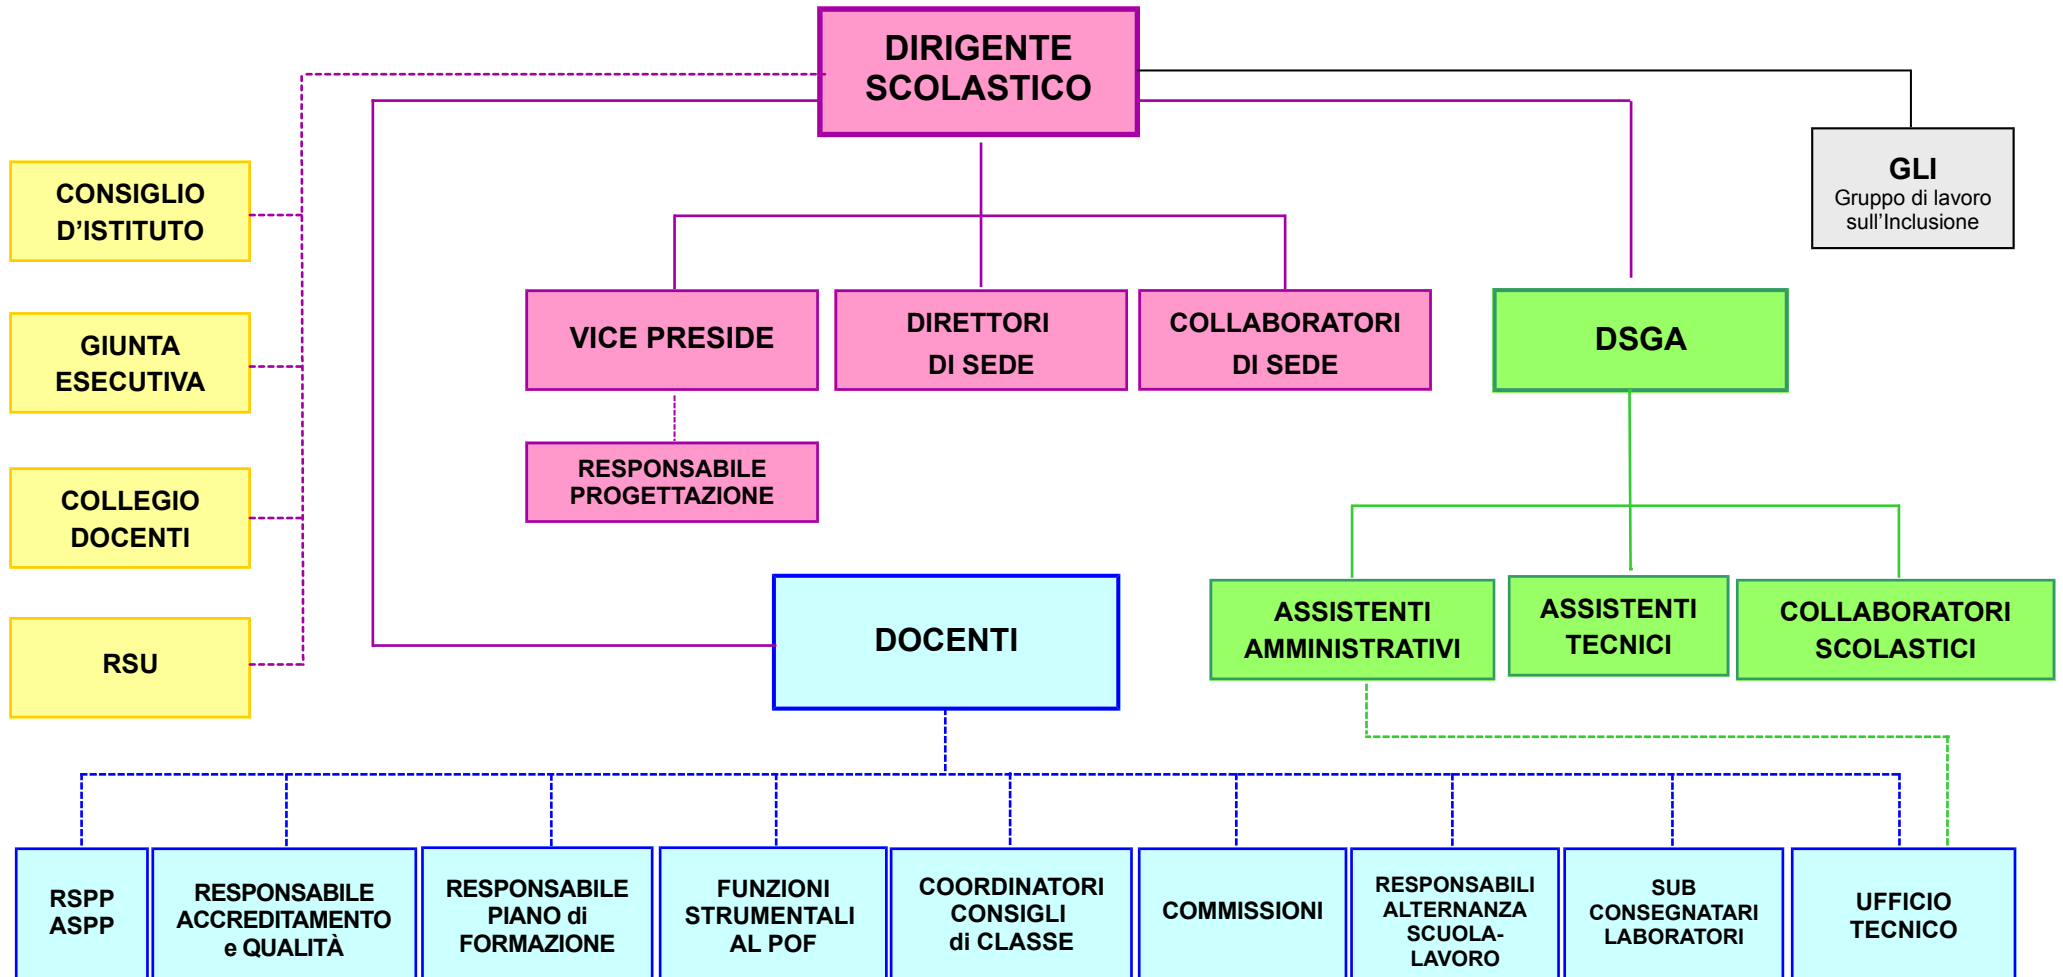 DIRIGENTE
SCOLASTICO
GLI
Gruppo di lavoro
sull'Inclusione
CONSIGLIO
D'ISTITUTO
GIUNTA
ESECUTIVA
COLLEGIO
DOCENTI
RSU
VICE PRESIDE
DIRETTORI
DI SEDE
COLLABORATORI
DI SEDE
DSGA
RESPONSABILE
PROGETTAZIONE
DOCENTI
ASSISTENTI
AMMINISTRATIVI
ASSISTENTI
TECNICI
COLLABORATORI
SCOLASTICI
RSPP
ASPP
RESPONSABILE
ACCREDITAMENTO
e QUALITÀ
RESPONSABILE
PIANO di
FORMAZIONE
FUNZIONI
STRUMENTALI
AL POF
COORDINATORI
CONSIGLI
di CLASSE
COMMISSIONI
RESPONSABILI
ALTERNANZA
SCUOLA-
LAVORO
SUB
CONSEGNATARI
LABORATORI
UFFICIO
TECNICO